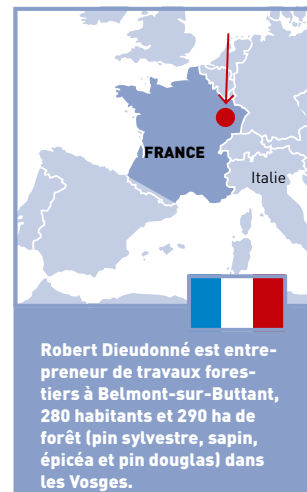 FRANCE
Italie
Robert Dieudonné est entre-
preneur de travaux fores-
tiers à Belmont-sur-Buttant,
280 habitants et 290 ha de
forêt (pin sylvestre, sapin,
épicéa et pin douglas) dans
les Vosges.